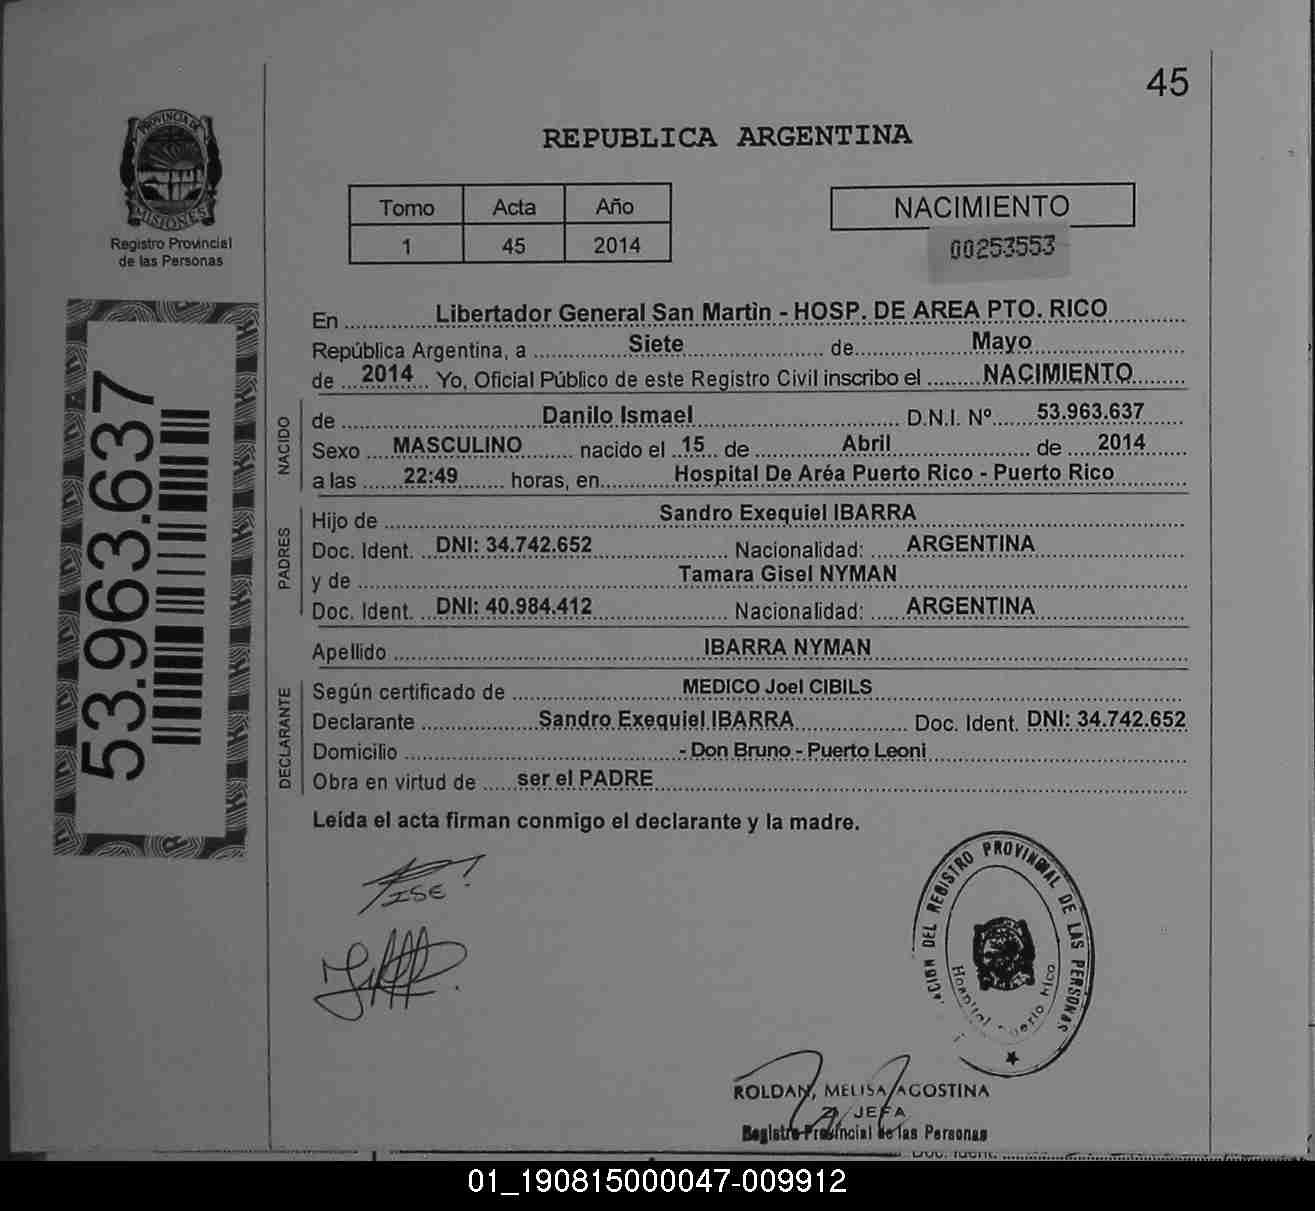 45
PROVINCIA DE
MISIONES
Registro Provincial
de las Personas
REPUBLICA ARGENTINA
Tomo Acta Año
1 45 2014
NACIMIENTO
00253553
53.963.637
En Libertador General San Martìn - HOSP. DE AREA PTO. RICO
República Argentina, a Siete de Mayo
de 2014 Yo, Oficial Público de este Registro Civil inscribo el NACIMIENTO
NACIDO
de Danilo Ismael D.N.I. Nº 53.963.637
Sexo MASCULINO nacido el 15 de Abril de 2014
a las 22:49 horas, en Hospital De Aréa Puerto Rico - Puerto Rico
PADRES
Hijo de Sandro Exequiel IBARRA
Doc. Ident. DNI: 34.742.652 Nacionalidad: ARGENTINA
y de Tamara Gisel NYMAN
Doc. Ident. DNI: 40.984.412 Nacionalidad: ARGENTINA
Apellido IBARRA NYMAN
DECLARANTE
Según certificado de MEDICO Joel CIBILS
Declarante Sandro Exequiel IBARRA Doc. Ident. DNI: 34.742.652
Domicilio - Don Bruno - Puerto Leoni
Obra en virtud de ser el PADRE
Leída el acta firman conmigo el declarante y la madre.
DEL REGISTRO PROVINCIAL DE LAS PERSONAS
Hospital Puerto Rico
ROLDAN, MELISA AGOSTINA
JEFA
Registro Provincial de las Personas
Doc. Ident.
01_190815000047-009912